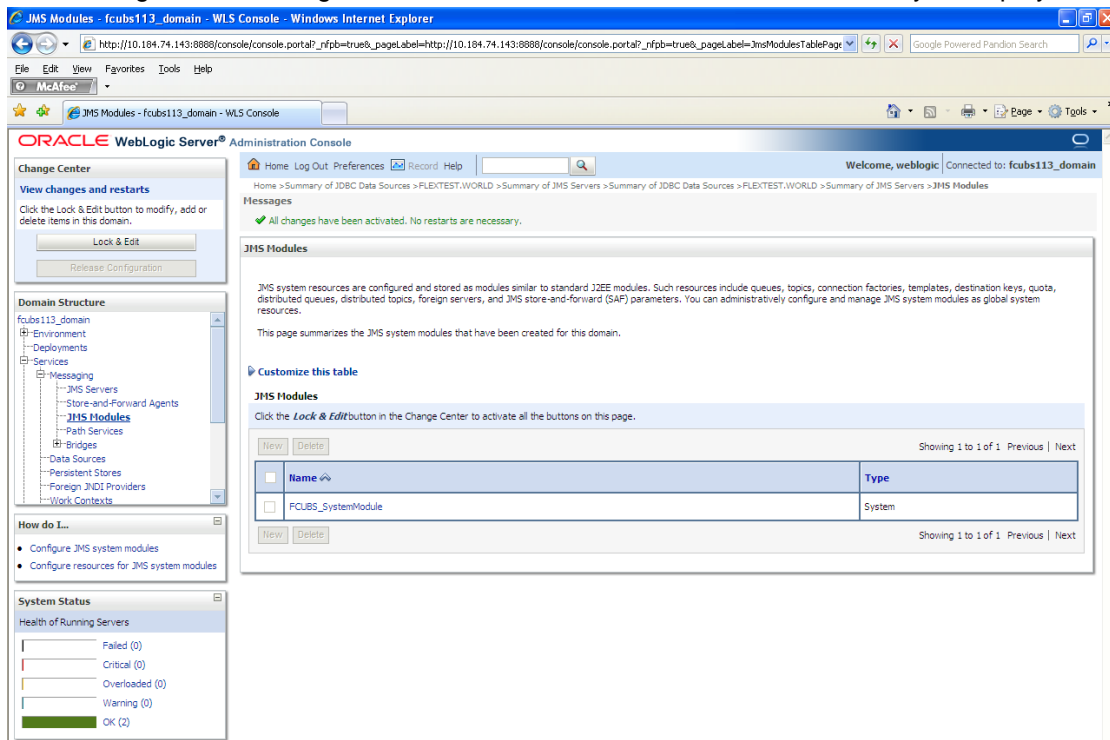 JMS Modules - fcubs113_domain - WLS Console - Windows Internet Explorer
http://10.184.74.143:8888/console/console.portal?_nfpb=true&_pageLabel=http://10.184.74.143:8888/console/console.portal?_nfpb=true&_pageLabel=JmsModulesTablePage
Google Powered Pandion Search
File Edit View Favorites Tools Help
McAfee
JMS Modules - fcubs113_domain - WLS Console
Page Tools
ORACLE WebLogic Server® Administration Console
Change Center
View changes and restarts
Click the Lock & Edit button to modify, add or
delete items in this domain.
Lock & Edit
Release Configuration
Domain Structure
fcubs113_domain
Environment
Deployments
Services
Messaging
JMS Servers
Store-and-Forward Agents
JMS Modules
Path Services
Bridges
Data Sources
Persistent Stores
Foreign JNDI Providers
Work Contexts
How do I...
Configure JMS system modules
Configure resources for JMS system modules
System Status
Health of Running Servers
Failed (0)
Critical (0)
Overloaded (0)
Warning (0)
OK (2)
Home Log Out Preferences Record Help
Welcome, weblogic Connected to: fcubs113_domain
Home >Summary of JDBC Data Sources >FLEXTEST.WORLD >Summary of JMS Servers >Summary of JDBC Data Sources >FLEXTEST.WORLD >Summary of JMS Servers >JMS Modules
Messages
All changes have been activated. No restarts are necessary.
JMS Modules
JMS system resources are configured and stored as modules similar to standard J2EE modules. Such resources include queues, topics, connection factories, templates, destination keys, quota,
distributed queues, distributed topics, foreign servers, and JMS store-and-forward (SAF) parameters. You can administratively configure and manage JMS system modules as global system
resources.
This page summarizes the JMS system modules that have been created for this domain.
Customize this table
JMS Modules
Click the Lock & Edit button in the Change Center to activate all the buttons on this page.
New Delete
Showing 1 to 1 of 1 Previous | Next
Name Type
FCUBS_SystemModule System
New Delete
Showing 1 to 1 of 1 Previous | Next